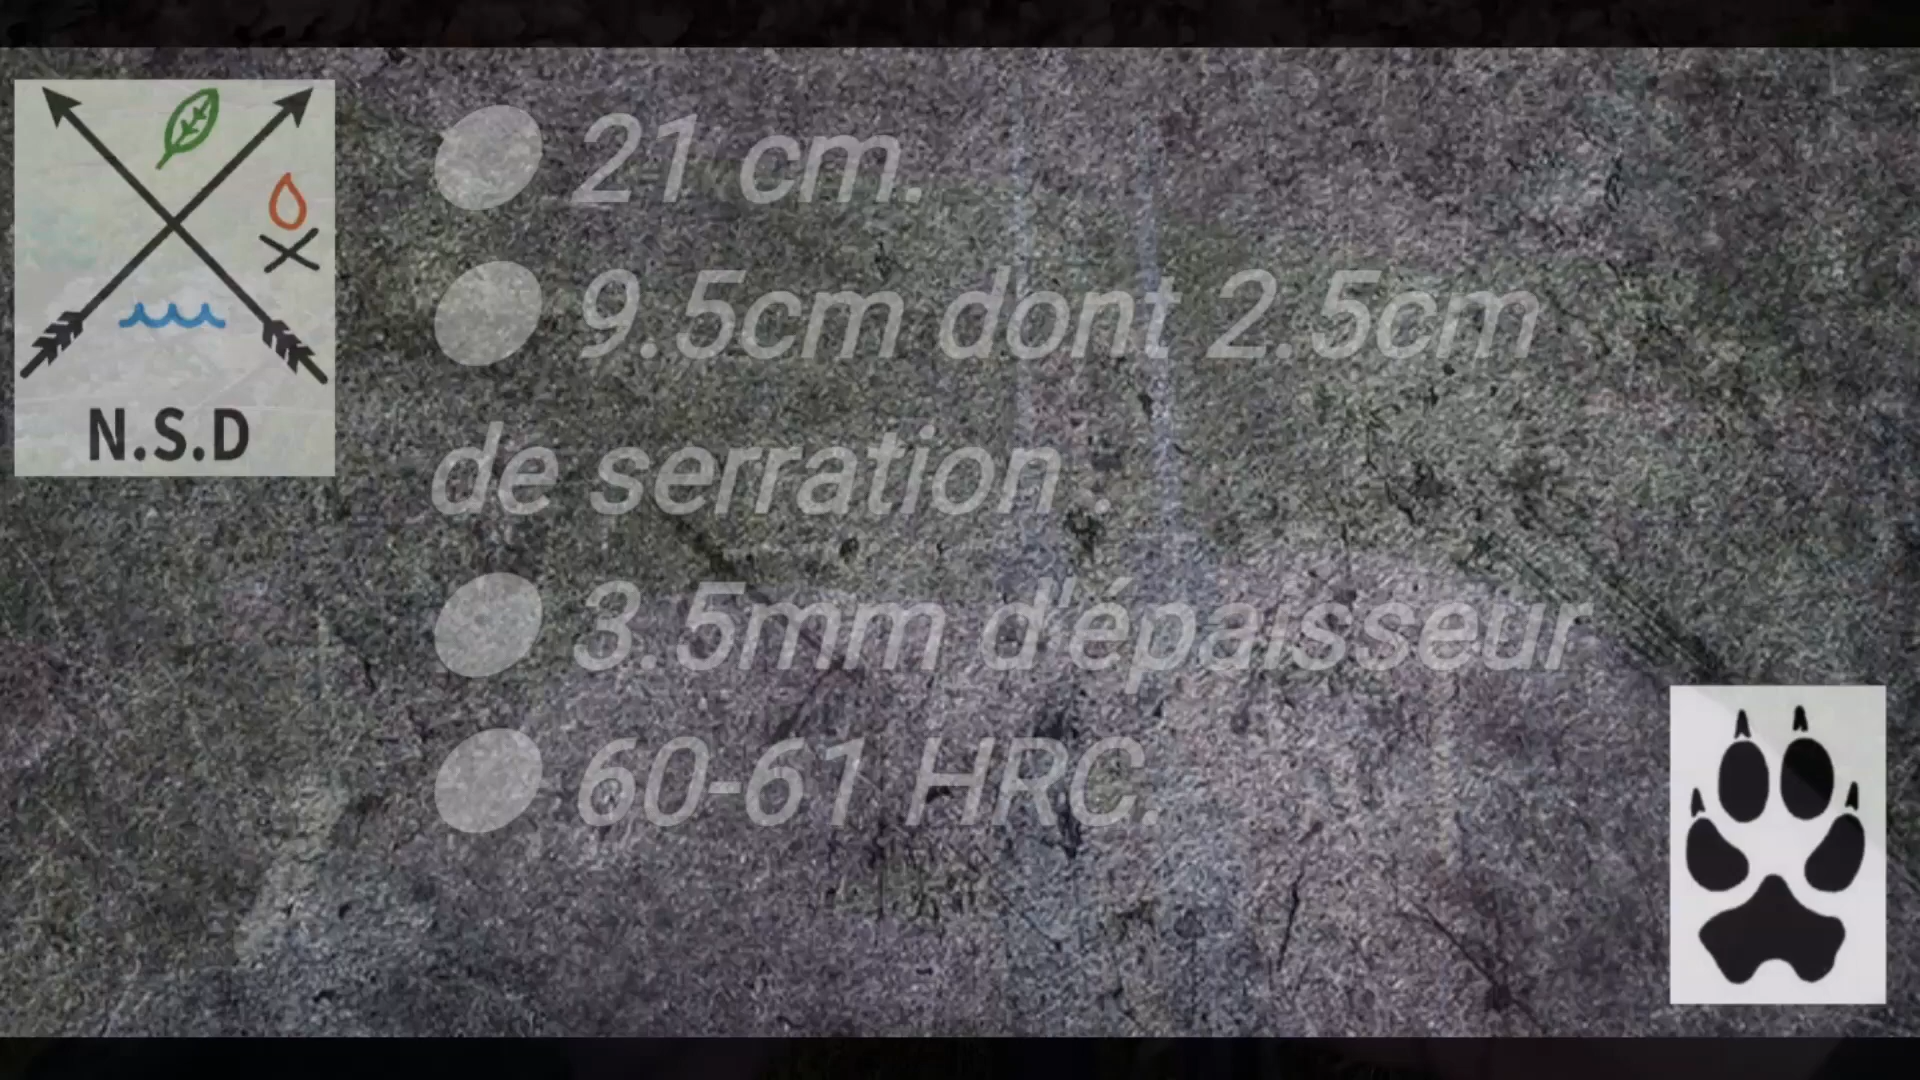 N.S.D
● 21 cm.
● 9.5cm dont 2.5cm
de serration .
● 3.5mm d'épaisseur
● 60-61 HRC.